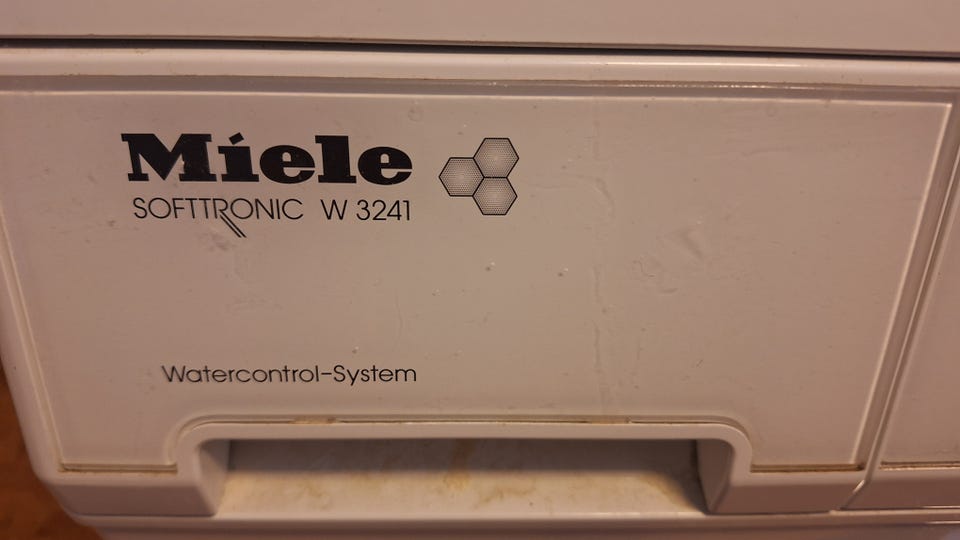 Miele
SOFTTRONIC W 3241
Watercontrol-System